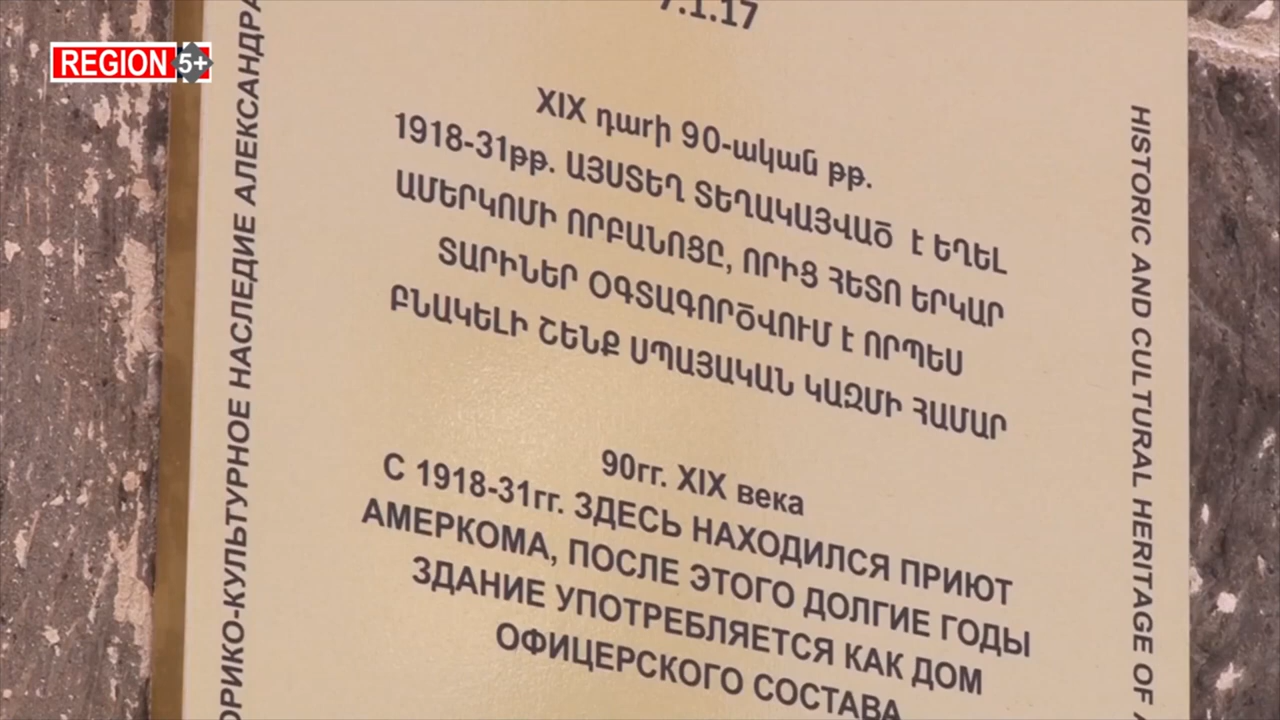 REGION 5+
7.1.17
XIX դարի 90-ական թթ.
1918-31թթ. ԱՅՍՏԵՂ ՏԵՂԱԿԱՅՎԱԾ է ԵՂԵԼ
ԱՄԵՐԿՈՄԻ ՈՐԲԱՆՈՑԸ, ՈՐԻՑ ՀԵՏՈ ԵՐԿԱՐ
ՏԱՐԻՆԵՐ ՕԳՏԱԳՈՐԾՎՈՒՄ է ՈՐՊԵՍ
ԲՆԱԿԵԼԻ ՇԵՆՔ ՍՊԱՅԱԿԱՆ ԿԱԶՄԻ ՀԱՄԱՐ
90гг. XIX века
С 1918-31гг. ЗДЕСЬ НАХОДИЛСЯ ПРИЮТ
АМЕРКОМА, ПОСЛЕ ЭТОГО ДОЛГИЕ ГОДЫ
ЗДАНИЕ УПОТРЕБЛЯЕТСЯ КАК ДОМ
ОФИЦЕРСКОГО СОСТАВА
ОРИКО-КУЛЬТУРНОЕ НАСЛЕДИЕ АЛЕКСАНДРА
HISTORIC AND CULTURAL HERITAGE OF A